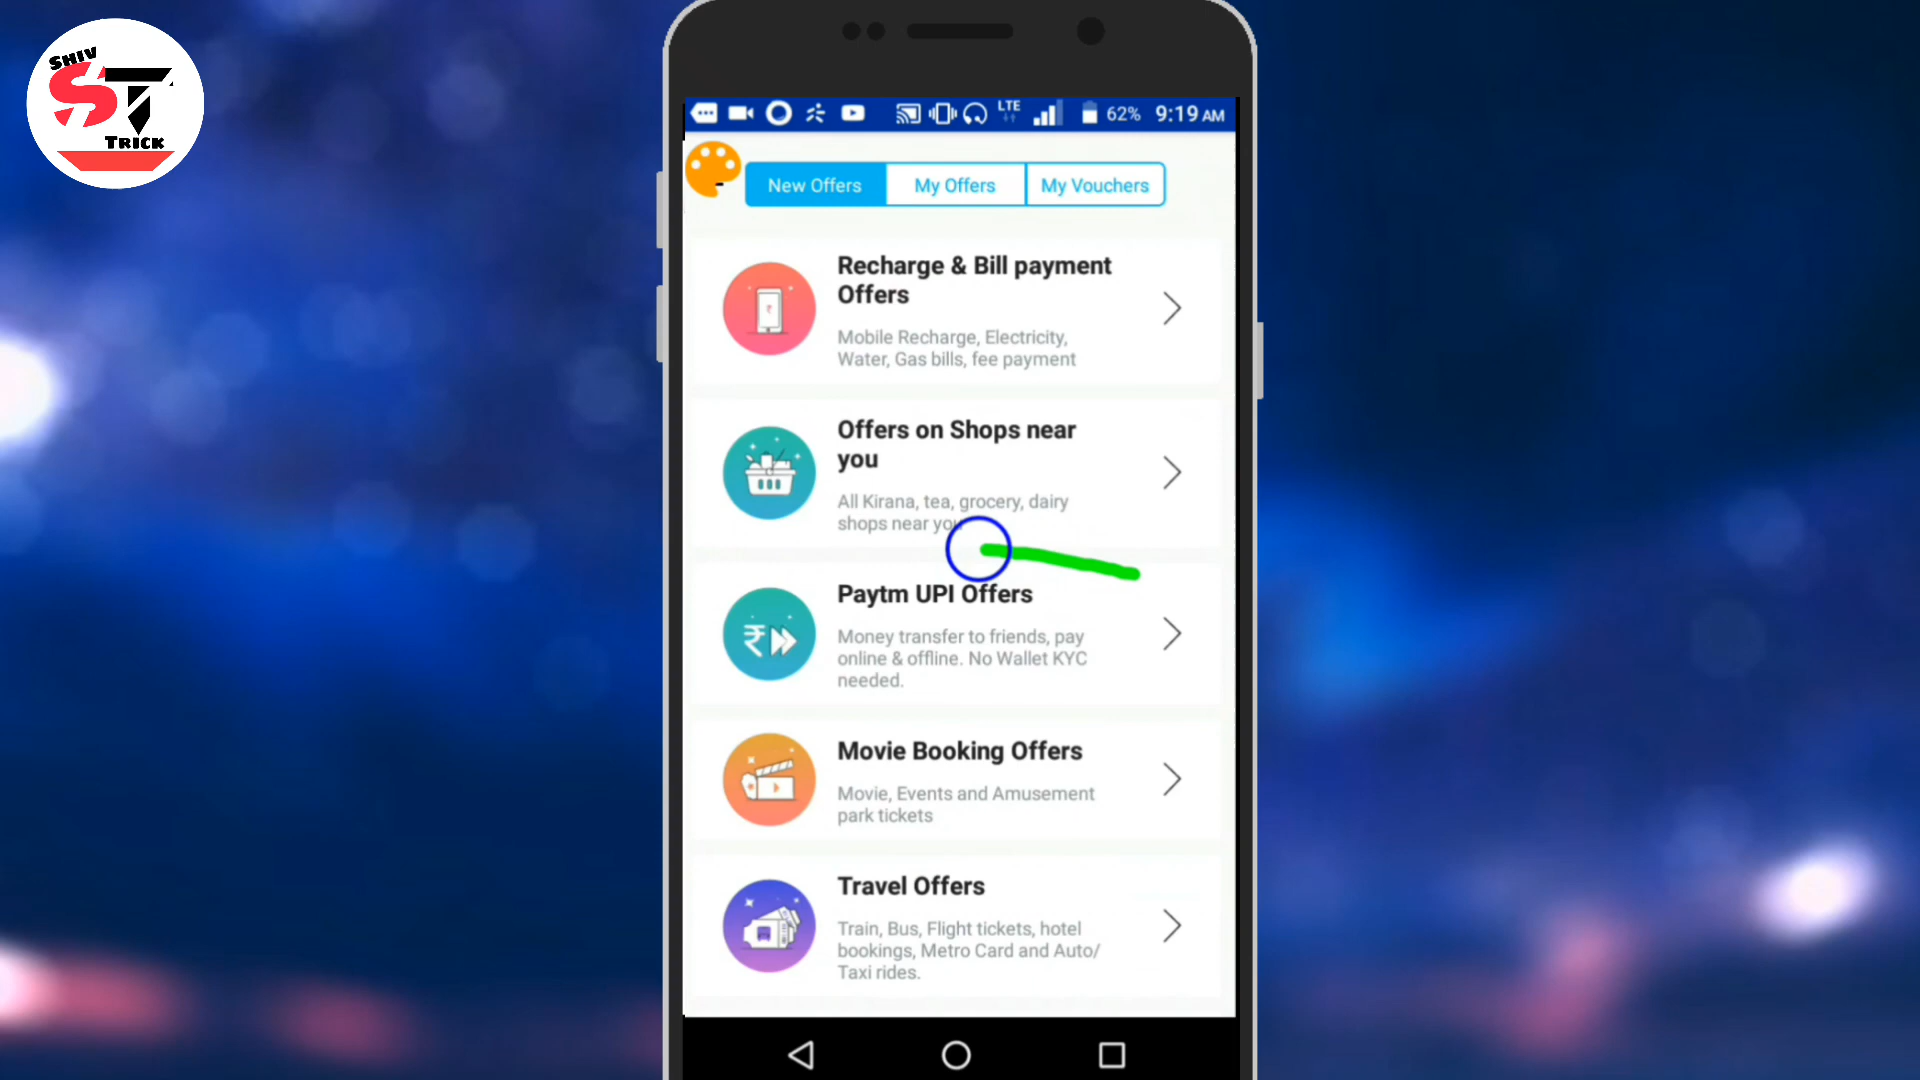 SHIV
ST
TRICK
LTE
62%
9:19 AM
New Offers
My Offers
My Vouchers
Recharge & Bill payment
Offers
Mobile Recharge, Electricity,
Water, Gas bills, fee payment
Offers on Shops near
you
All Kirana, tea, grocery, dairy
shops near you
Paytm UPI Offers
Money transfer to friends, pay
online & offline. No Wallet KYC
needed.
Movie Booking Offers
Movie, Events and Amusement
park tickets
Travel Offers
Train, Bus, Flight tickets, hotel
bookings, Metro Card and Auto/
Taxi rides.